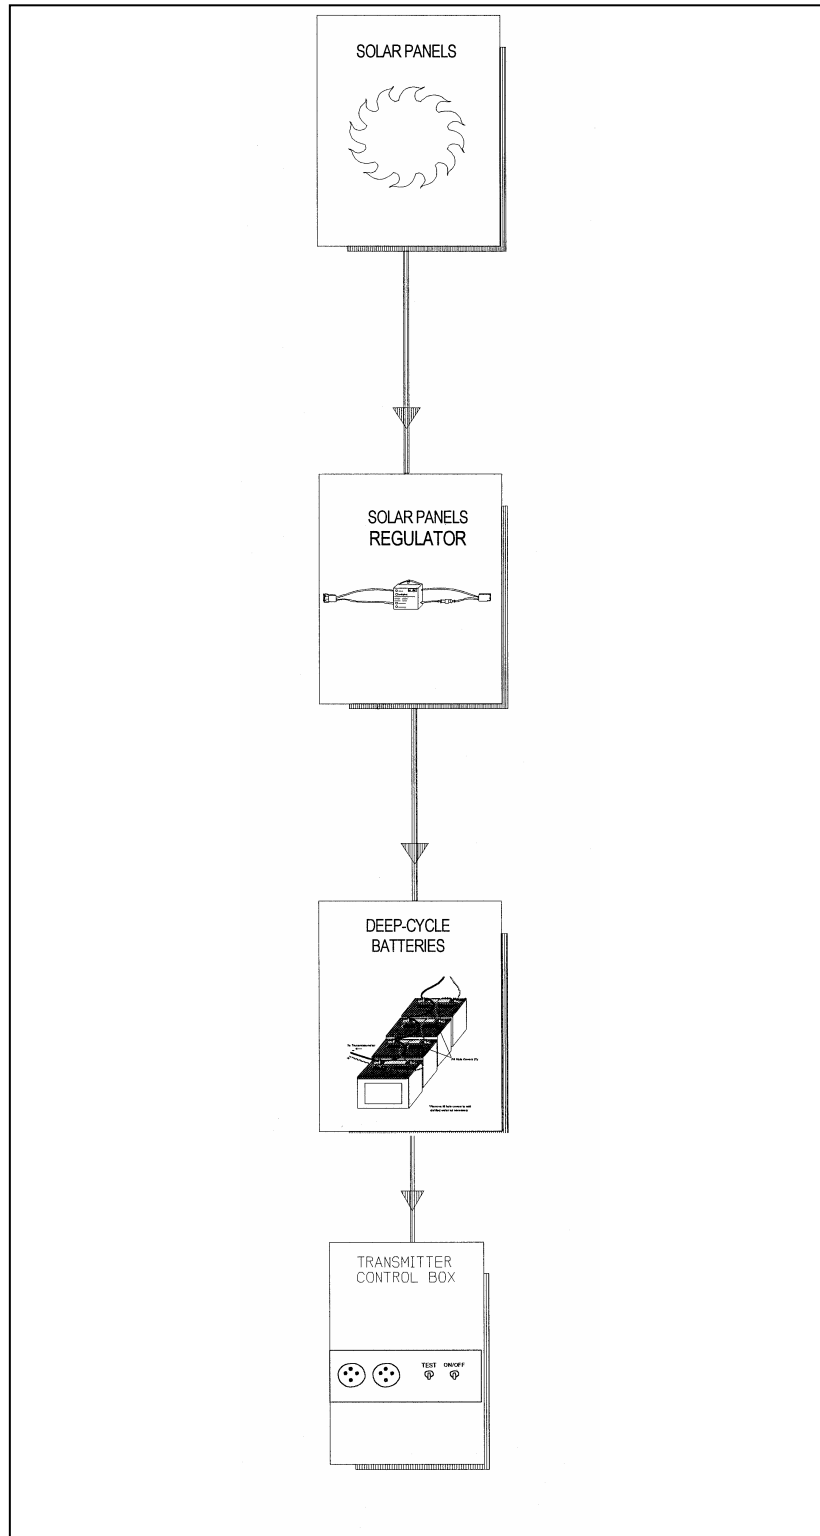 SOLAR PANELS
SOLAR PANELS
REGULATOR
DEEP-CYCLE
BATTERIES
TRANSMITTER
CONTROL BOX
TEST ON/OFF